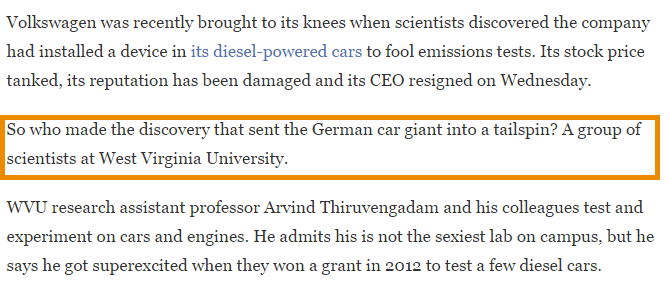 Volkswagen was recently brought to its knees when scientists discovered the company
had installed a device in its diesel-powered cars to fool emissions tests. Its stock price
tanked, its reputation has been damaged and its CEO resigned on Wednesday.
So who made the discovery that sent the German car giant into a tailspin? A group of
scientists at West Virginia University.
WVU research assistant professor Arvind Thiruvengadam and his colleagues test and
experiment on cars and engines. He admits his is not the sexiest lab on campus, but he
says he got superexcited when they won a grant in 2012 to test a few diesel cars.